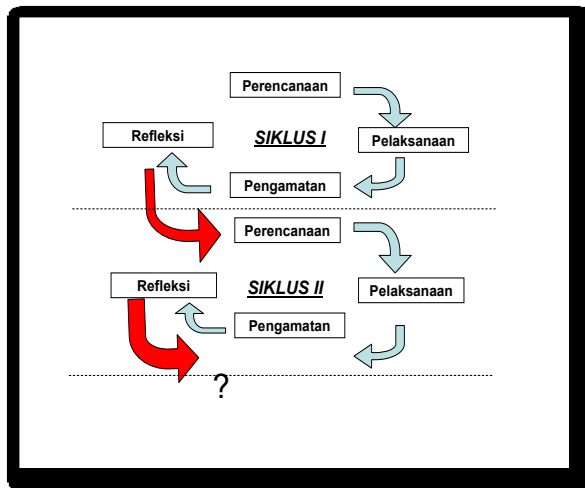 Perencanaan
Refleksi
SIKLUS I
Pelaksanaan
Pengamatan
Perencanaan
Refleksi
SIKLUS II
Pelaksanaan
Pengamatan
?